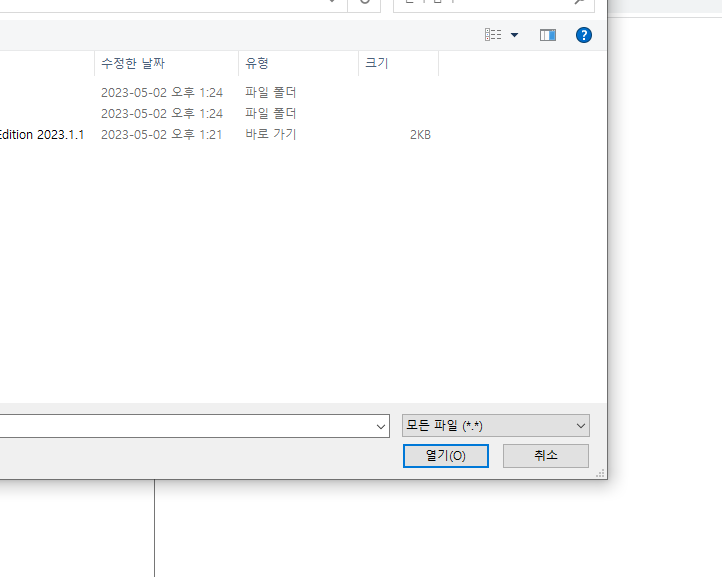 수정한 날짜 유형 크기
2023-05-02 오후 1:24 파일 폴더
2023-05-02 오후 1:24 파일 폴더
Edition 2023.1.1 2023-05-02 오후 1:21 바로 가기 2KB
모든 파일 (*.*)
열기(O) 취소